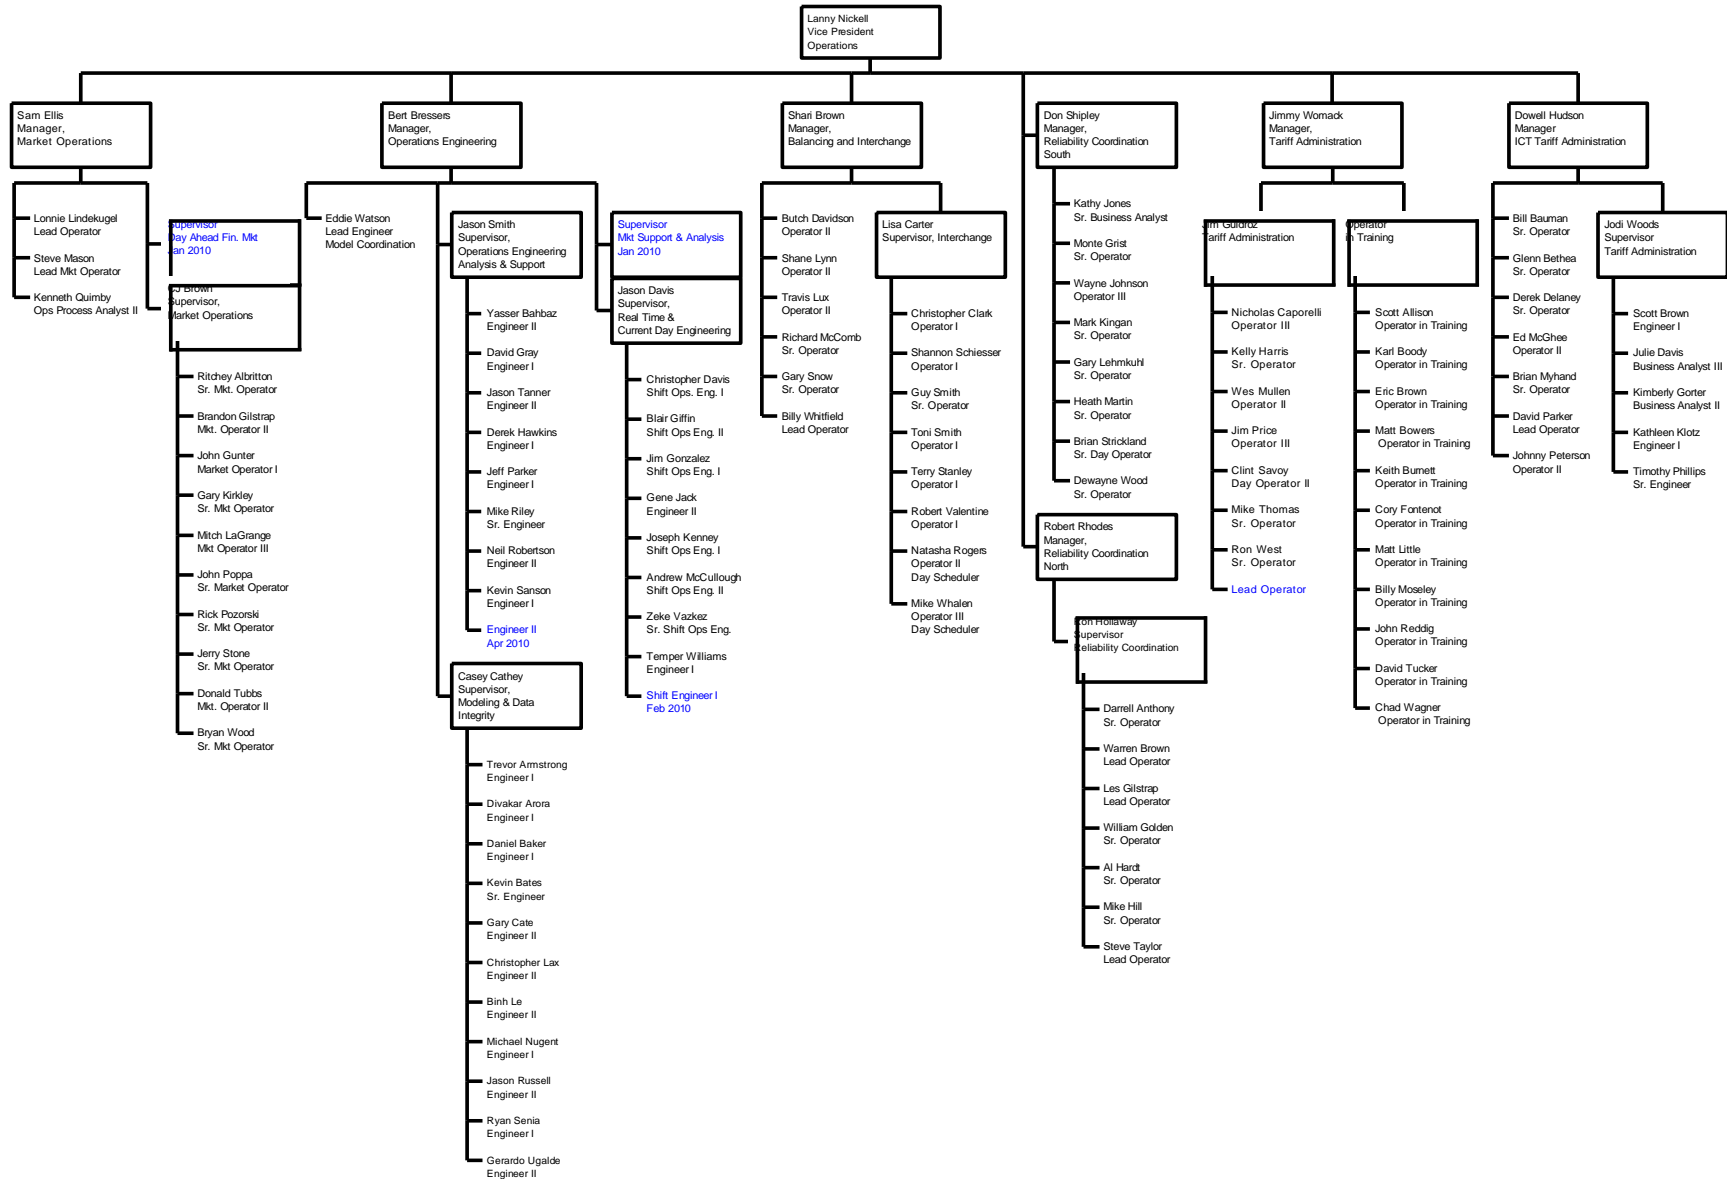 Lanny Nickell
Vice President
Operations
Sam Ellis
Manager,
Market Operations
Lonnie Lindekugel
Lead Operator
Steve Mason
Lead Mkt Operator
Kenneth Quimby
Ops Process Analyst II
Supervisor
Day Ahead Fin. Mkt
Jan 2010
CJ Brown
Supervisor,
Market Operations
Ritchey Albritton
Sr. Mkt. Operator
Brandon Gilstrap
Mkt. Operator II
John Gunter
Market Operator I
Gary Kirkley
Sr. Mkt Operator
Mitch LaGrange
Mkt Operator III
John Poppa
Sr. Market Operator
Rick Pozorski
Sr. Mkt Operator
Jerry Stone
Sr. Mkt Operator
Donald Tubbs
Mkt. Operator II
Bryan Wood
Sr. Mkt Operator
Bert Bressers
Manager,
Operations Engineering
Eddie Watson
Lead Engineer
Model Coordination
Jason Smith
Supervisor,
Operations Engineering
Analysis & Support
Yasser Bahbaz
Engineer II
David Gray
Engineer I
Jason Tanner
Engineer II
Derek Hawkins
Engineer I
Jeff Parker
Engineer I
Mike Riley
Sr. Engineer
Neil Robertson
Engineer II
Kevin Sanson
Engineer I
Engineer II
Apr 2010
Casey Cathey
Supervisor,
Modeling & Data
Integrity
Trevor Armstrong
Engineer I
Divakar Arora
Engineer I
Daniel Baker
Engineer I
Kevin Bates
Sr. Engineer
Gary Cate
Engineer II
Christopher Lax
Engineer II
Binh Le
Engineer II
Michael Nugent
Engineer I
Jason Russell
Engineer II
Ryan Senia
Engineer I
Gerardo Ugalde
Engineer II
Supervisor
Mkt Support & Analysis
Jan 2010
Jason Davis
Supervisor,
Real Time &
Current Day Engineering
Christopher Davis
Shift Ops. Eng. I
Blair Giffin
Shift Ops Eng. II
Jim Gonzalez
Shift Ops Eng. I
Gene Jack
Engineer II
Joseph Kenney
Shift Ops Eng. I
Andrew McCullough
Shift Ops Eng. II
Zeke Vazkez
Sr. Shift Ops Eng.
Temper Williams
Engineer I
Shift Engineer I
Feb 2010
Shari Brown
Manager,
Balancing and Interchange
Butch Davidson
Operator II
Shane Lynn
Operator II
Travis Lux
Operator II
Richard McComb
Sr. Operator
Gary Snow
Sr. Operator
Billy Whitfield
Lead Operator
Lisa Carter
Supervisor, Interchange
Christopher Clark
Operator I
Shannon Schiesser
Operator I
Guy Smith
Sr. Operator
Toni Smith
Operator I
Terry Stanley
Operator I
Robert Valentine
Operator I
Natasha Rogers
Operator II
Day Scheduler
Mike Whalen
Operator III
Day Scheduler
Don Shipley
Manager,
Reliability Coordination
South
Kathy Jones
Sr. Business Analyst
Monte Grist
Sr. Operator
Wayne Johnson
Operator III
Mark Kingan
Sr. Operator
Gary Lehmkuhl
Sr. Operator
Heath Martin
Sr. Operator
Brian Strickland
Sr. Day Operator
Dewayne Wood
Sr. Operator
Robert Rhodes
Manager,
Reliability Coordination
North
Ron Hollaway
Supervisor
Reliability Coordination
Darrell Anthony
Sr. Operator
Warren Brown
Lead Operator
Les Gilstrap
Lead Operator
William Golden
Sr. Operator
Al Hardt
Sr. Operator
Mike Hill
Sr. Operator
Steve Taylor
Lead Operator
Jimmy Womack
Manager,
Tariff Administration
Jim Guidroz
Tariff Administration
Nicholas Caporelli
Operator III
Kelly Harris
Sr. Operator
Wes Mullen
Operator II
Jim Price
Operator III
Clint Savoy
Day Operator II
Mike Thomas
Sr. Operator
Ron West
Sr. Operator
Lead Operator
Operator
in Training
Scott Allison
Operator in Training
Karl Boody
Operator in Training
Eric Brown
Operator in Training
Matt Bowers
Operator in Training
Keith Burnett
Operator in Training
Cory Fontenot
Operator in Training
Matt Little
Operator in Training
Billy Moseley
Operator in Training
John Reddig
Operator in Training
David Tucker
Operator in Training
Chad Wagner
Operator in Training
Dowell Hudson
Manager
ICT Tariff Administration
Bill Bauman
Sr. Operator
Glenn Bethea
Sr. Operator
Derek Delaney
Sr. Operator
Ed McGhee
Operator II
Brian Myhand
Sr. Operator
David Parker
Lead Operator
Johnny Peterson
Operator II
Jodi Woods
Supervisor
Tariff Administration
Scott Brown
Engineer I
Julie Davis
Business Analyst III
Kimberly Gorter
Business Analyst II
Kathleen Klotz
Engineer I
Timothy Phillips
Sr. Engineer